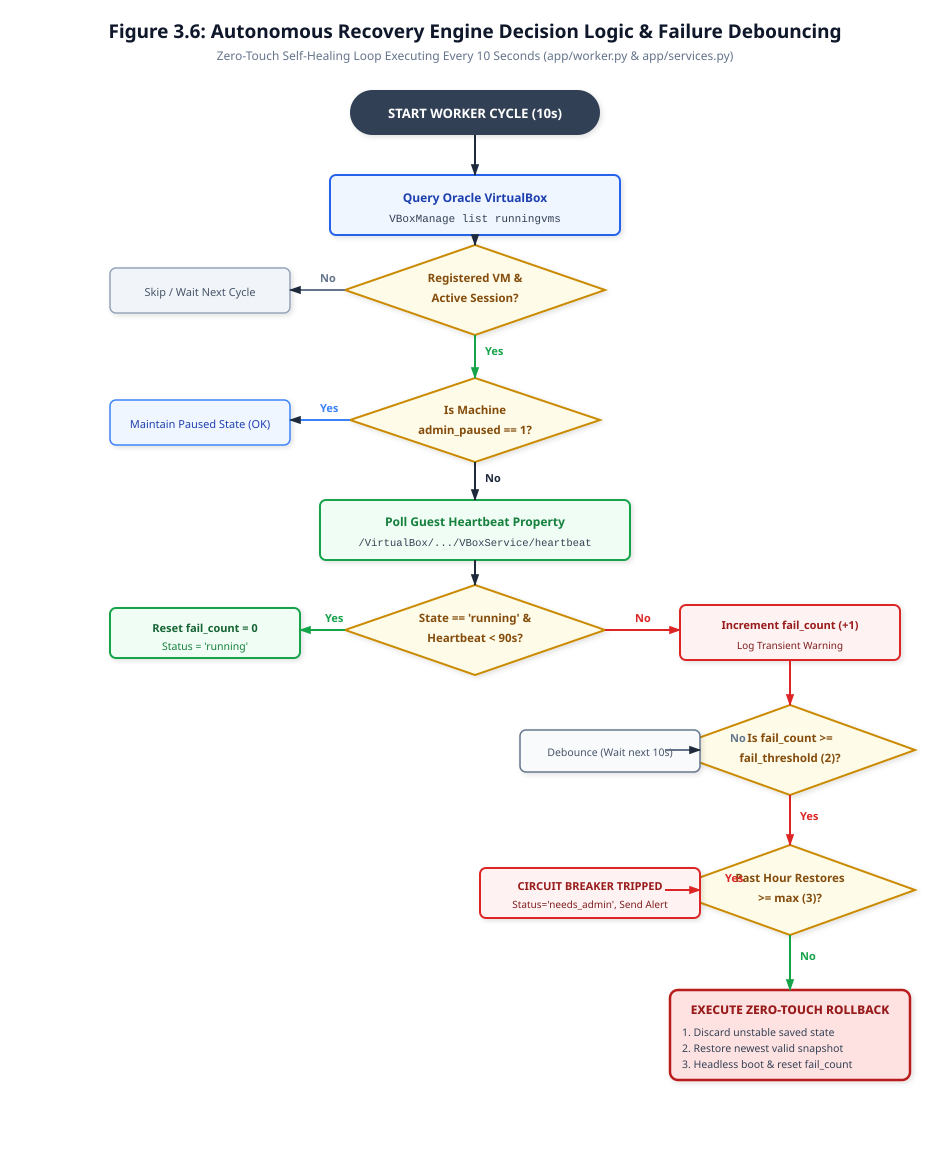 Figure 3.6: Autonomous Recovery Engine Decision Logic & Failure Debouncing
Zero-Touch Self-Healing Loop Executing Every 10 Seconds (app/worker.py & app/services.py)
START WORKER CYCLE (10s)
Query Oracle VirtualBox
VBoxManage list runningvms
Registered VM &
Active Session?
No
Skip / Wait Next Cycle
Yes
Is Machine
admin_paused == 1?
Yes
Maintain Paused State (OK)
No
Poll Guest Heartbeat Property
/VirtualBox/.../VBoxService/heartbeat
State == 'running' &
Heartbeat < 90s?
Yes
Reset fail_count = 0
Status = 'running'
No
Increment fail_count (+1)
Log Transient Warning
Is fail_count >=
fail_threshold (2)?
No
Debounce (Wait next 10s)
Yes
Past Hour Restores
>= max (3)?
Yes
CIRCUIT BREAKER TRIPPED
Status='needs_admin', Send Alert
No
EXECUTE ZERO-TOUCH ROLLBACK
1. Discard unstable saved state
2. Restore newest valid snapshot
3. Headless boot & reset fail_count